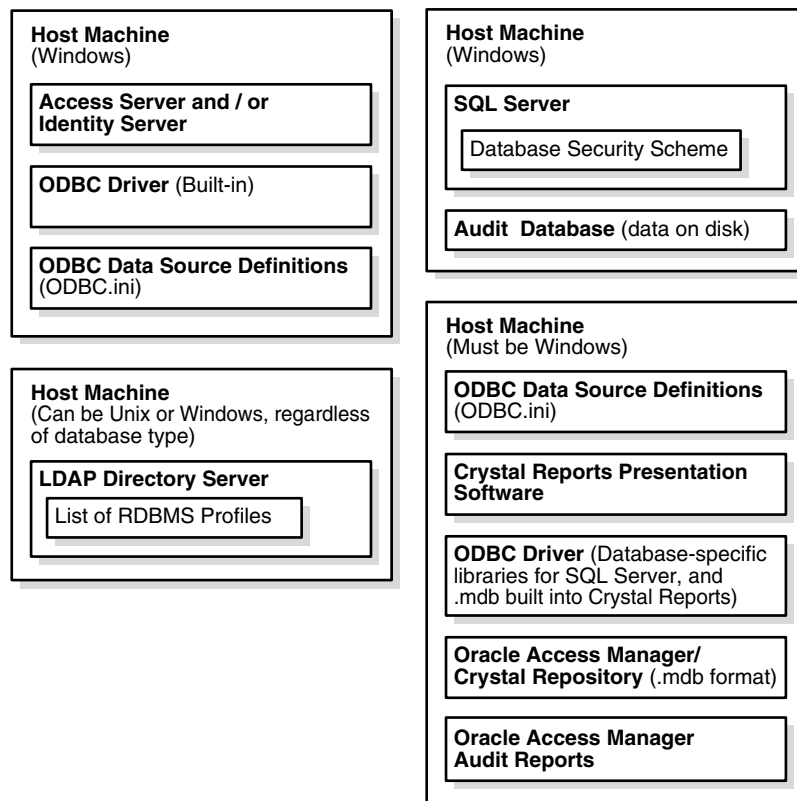 Host Machine
(Windows)
Access Server and / or
Identity Server
ODBC Driver (Built-in)
ODBC Data Source Definitions
(ODBC.ini)
Host Machine
(Can be Unix or Windows, regardless
of database type)
LDAP Directory Server
List of RDBMS Profiles
Host Machine
(Windows)
SQL Server
Database Security Scheme
Audit Database (data on disk)
Host Machine
(Must be Windows)
ODBC Data Source Definitions
(ODBC.ini)
Crystal Reports Presentation
Software
ODBC Driver (Database-specific
libraries for SQL Server, and
.mdb built into Crystal Reports)
Oracle Access Manager/
Crystal Repository (.mdb format)
Oracle Access Manager
Audit Reports